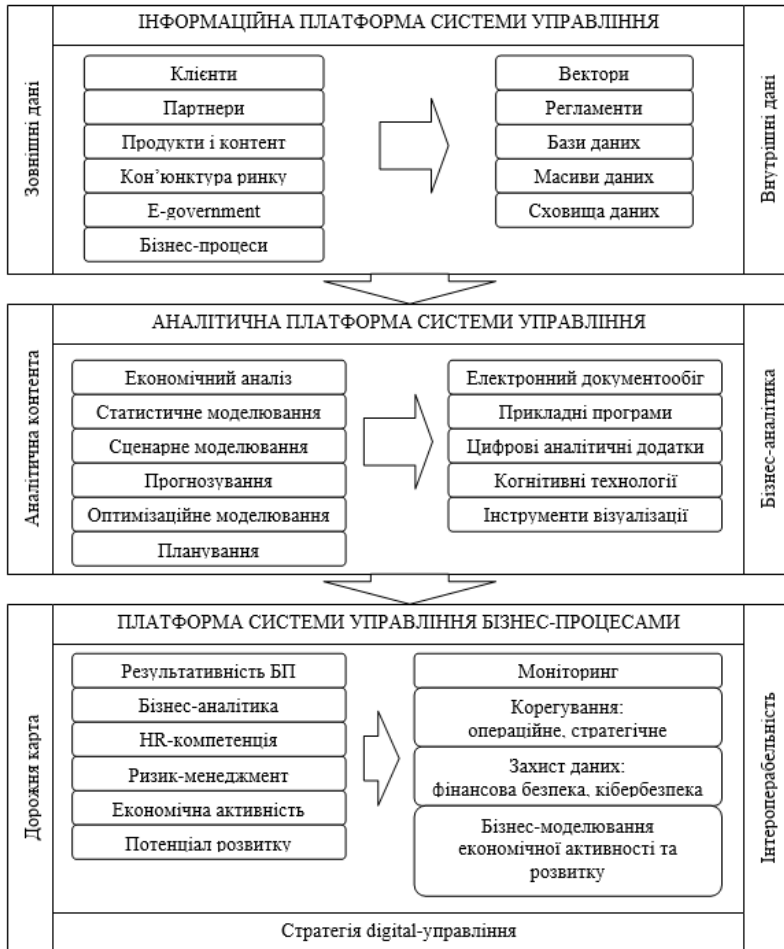 ІНФОРМАЦІЙНА ПЛАТФОРМА СИСТЕМИ УПРАВЛІННЯ
Зовнішні дані
Клієнти
Партнери
Продукти і контент
Кон’юнктура ринку
E-government
Бізнес-процеси
Вектори
Регламенти
Бази даних
Масиви даних
Сховища даних
Внутрішні дані
АНАЛІТИЧНА ПЛАТФОРМА СИСТЕМИ УПРАВЛІННЯ
Аналітична контента
Економічний аналіз
Статистичне моделювання
Сценарне моделювання
Прогнозування
Оптимізаційне моделювання
Планування
Електронний документообіг
Прикладні програми
Цифрові аналітичні додатки
Когнітивні технології
Інструменти візуалізації
Бізнес-аналітика
ПЛАТФОРМА СИСТЕМИ УПРАВЛІННЯ БІЗНЕС-ПРОЦЕСАМИ
Дорожня карта
Результативність БП
Бізнес-аналітика
HR-компетенція
Ризик-менеджмент
Економічна активність
Потенціал розвитку
Моніторинг
Корегування:
операційне, стратегічне
Захист даних:
фінансова безпека, кібербезпека
Бізнес-моделювання
економічної активності та
розвитку
Інтероперабельність
Стратегія digital-управління